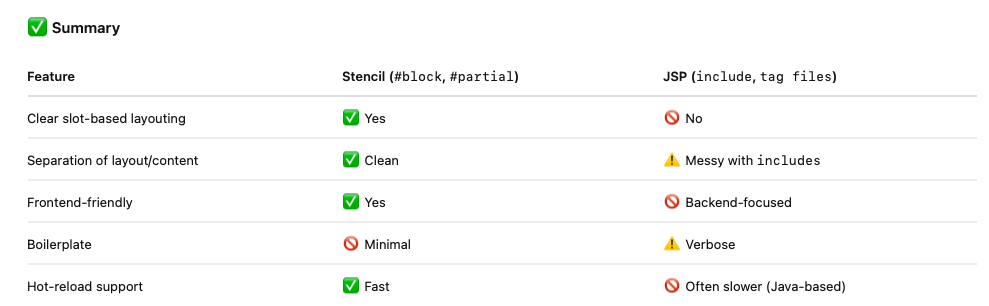 ✅ Summary
Feature Stencil (#block, #partial) JSP (include, tag files)
Clear slot-based layouting ✅ Yes 🚫 No
Separation of layout/content ✅ Clean ⚠️ Messy with includes
Frontend-friendly ✅ Yes 🚫 Backend-focused
Boilerplate 🚫 Minimal ⚠️ Verbose
Hot-reload support ✅ Fast 🚫 Often slower (Java-based)